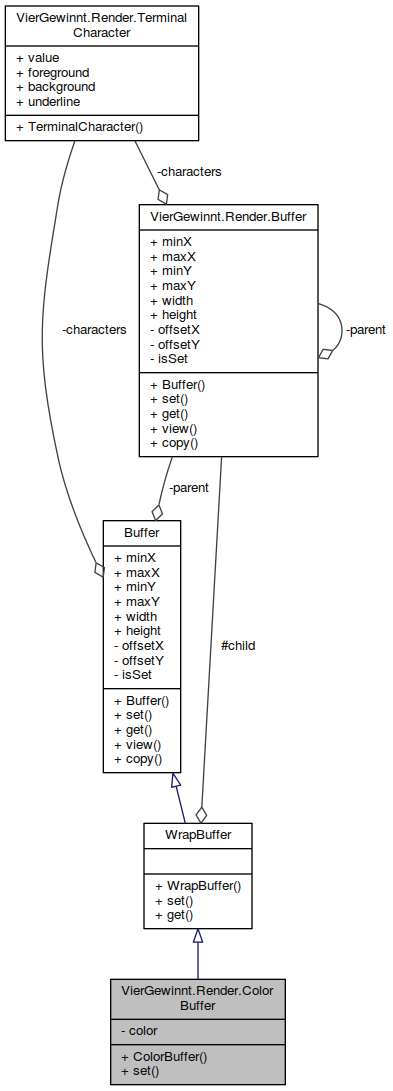 VierGewinnt.Render.Terminal
Character
+ value
+ foreground
+ background
+ underline
+ TerminalCharacter()
-characters
VierGewinnt.Render.Buffer
+ minX
+ maxX
+ minY
+ maxY
+ width
+ height
- offsetX
- offsetY
- isSet
+ Buffer()
+ set()
+ get()
+ view()
+ copy()
-parent
-characters
-parent
Buffer
+ minX
+ maxX
+ minY
+ maxY
+ width
+ height
- offsetX
- offsetY
- isSet
+ Buffer()
+ set()
+ get()
+ view()
+ copy()
#child
WrapBuffer
+ WrapBuffer()
+ set()
+ get()
VierGewinnt.Render.Color
Buffer
- color
+ ColorBuffer()
+ set()